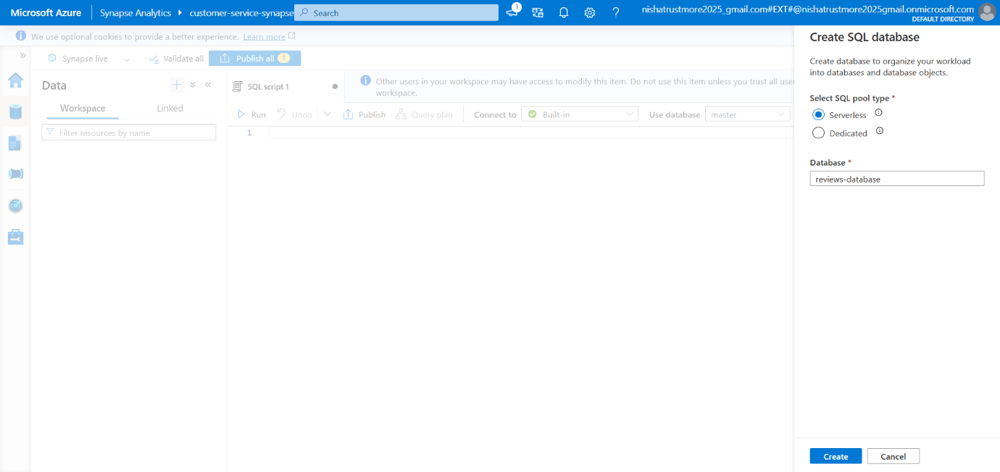 Microsoft Azure
Synapse Analytics
customer-service-synapse
Search
1
nishatrustmore2025_gmail.com#EXT#@nishatrustmore2025gmail.onmicrosoft.com
DEFAULT DIRECTORY
We use optional cookies to provide a better experience. Learn more
Synapse live
Validate all
Publish all 1
Data
Workspace
Linked
Filter resources by name
SQL script 1
Other users in your workspace may have access to modify this item. Do not use this item unless you trust all user
workspace.
Run
Undo
Publish
Query plan
Connect to
Built-in
Use database
master
1
Create SQL database
Create database to organize your workload
into databases and database objects.
Select SQL pool type *
Serverless
Dedicated
Database *
reviews-database
Create
Cancel